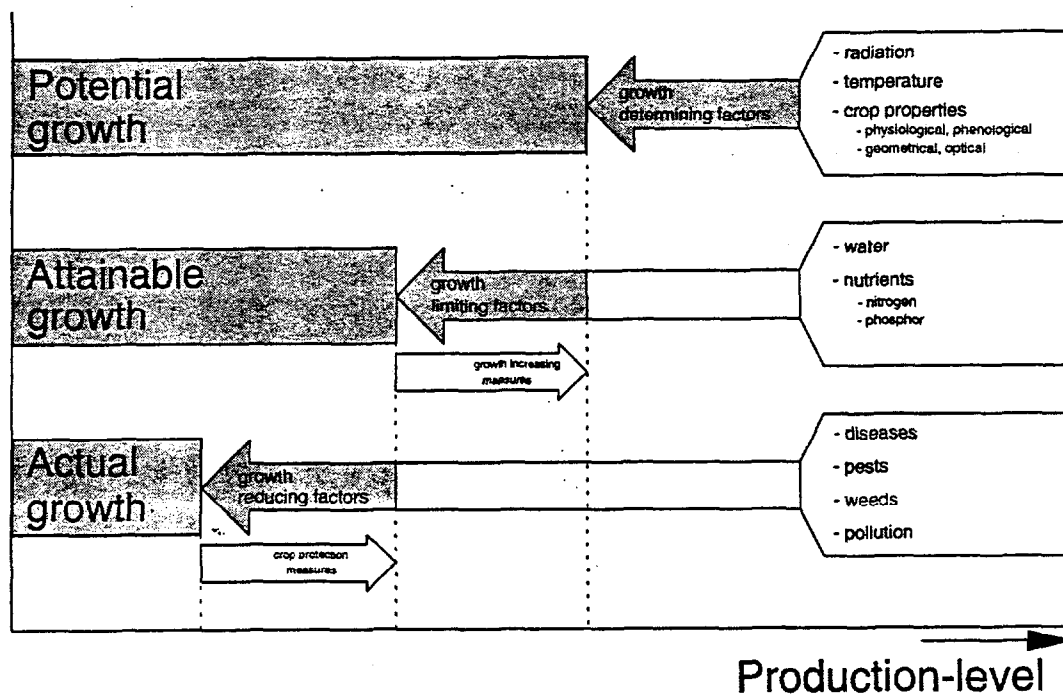 Potential
growth
growth
determining factors
- radiation
- temperature
- crop properties
- physiological, phenological
- geometrical, optical
Attainable
growth
growth
limiting factors
- water
- nutrients
- nitrogen
- phosphor
growth increasing
measures
Actual
growth
growth
reducing factors
- diseases
- pests
- weeds
- pollution
crop protection
measures
Production-level